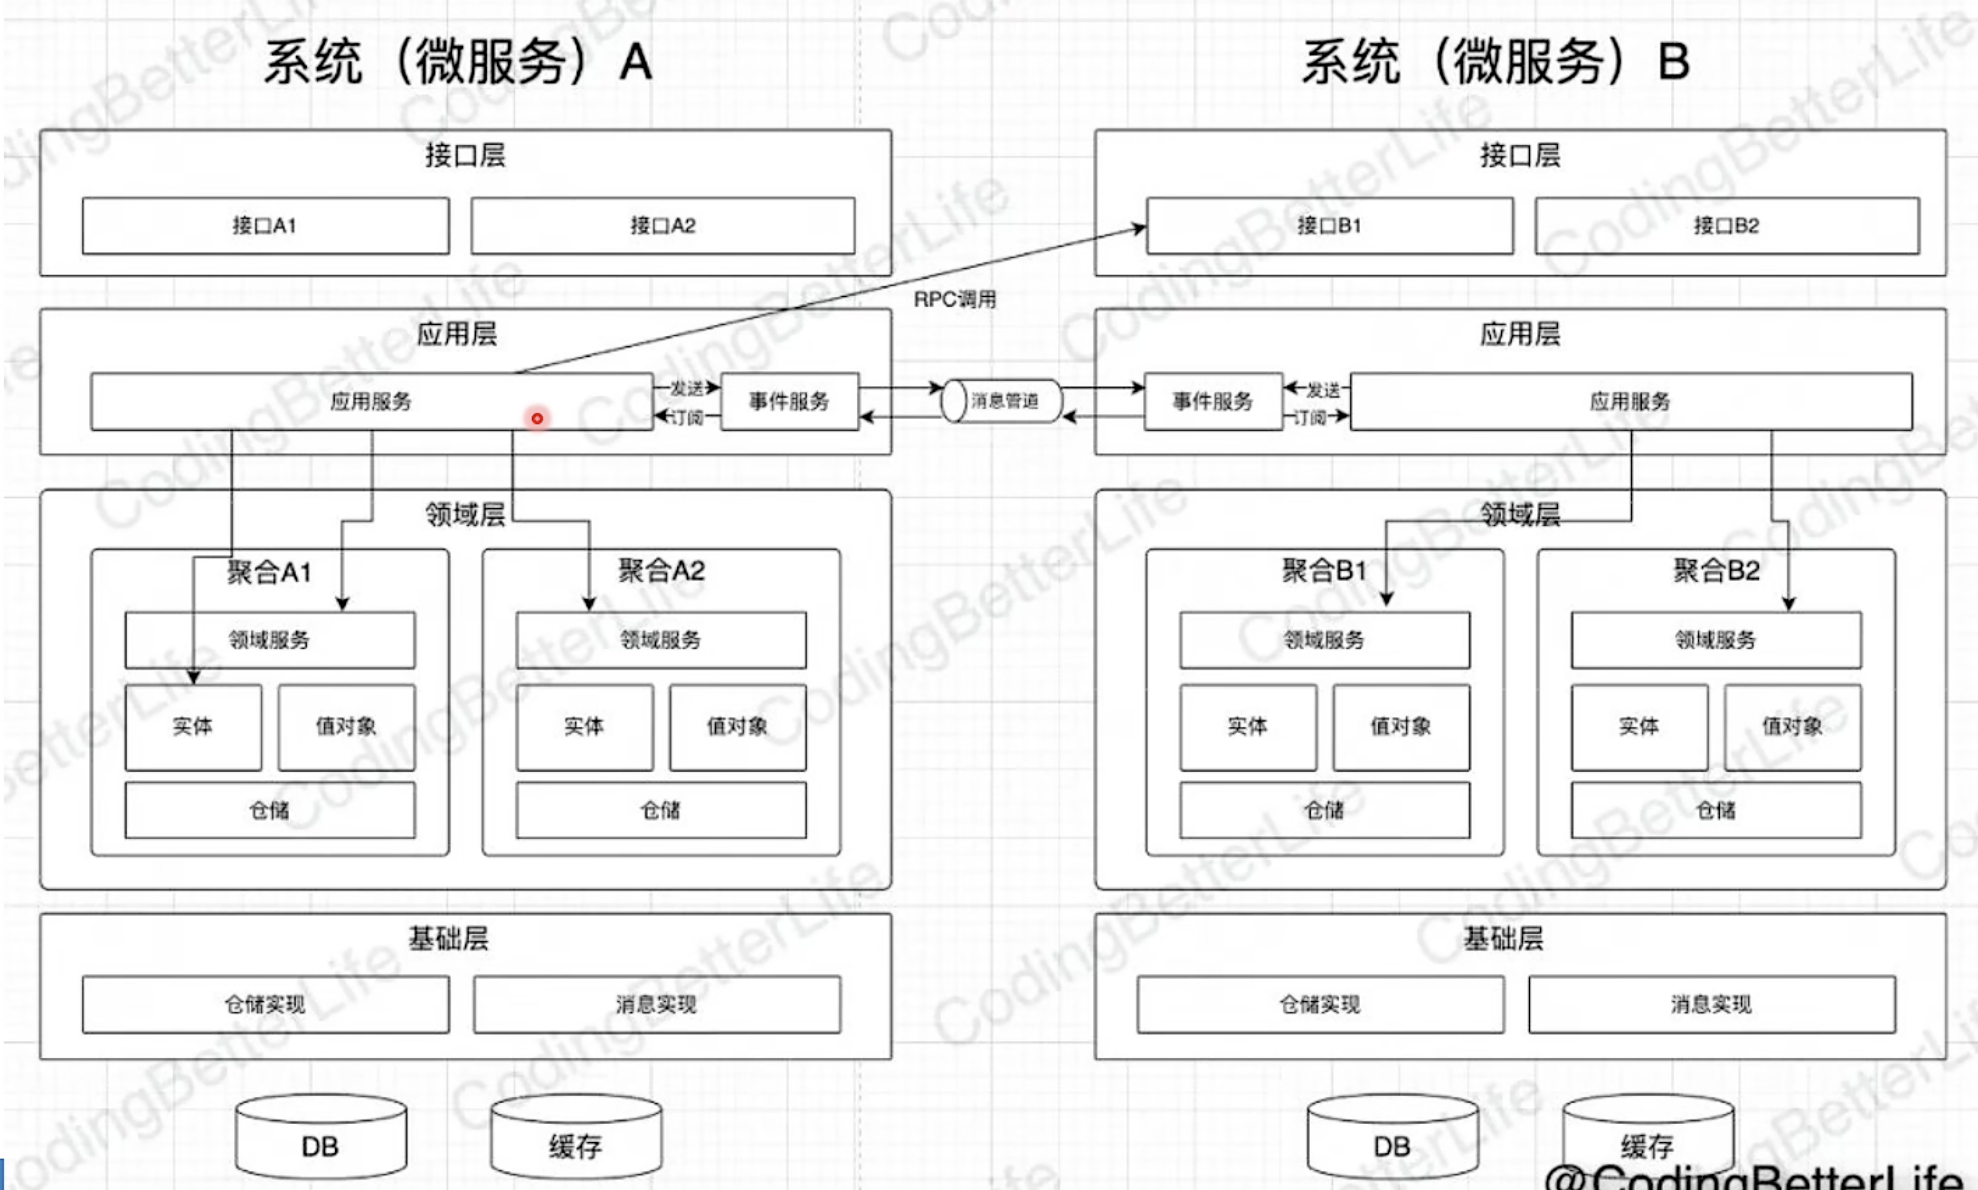 系统（微服务）A
接口层
接口A1
接口A2
应用层
应用服务
发送
订阅
事件服务
RPC调用
消息管道
领域层
聚合A1
领域服务
实体
值对象
仓储
聚合A2
领域服务
实体
值对象
仓储
基础层
仓储实现
消息实现
DB
缓存
系统（微服务）B
接口层
接口B1
接口B2
应用层
事件服务
发送
订阅
应用服务
领域层
聚合B1
领域服务
实体
值对象
仓储
聚合B2
领域服务
实体
值对象
仓储
基础层
仓储实现
消息实现
DB
缓存
@CodingBetterLife
CodingBetterLife